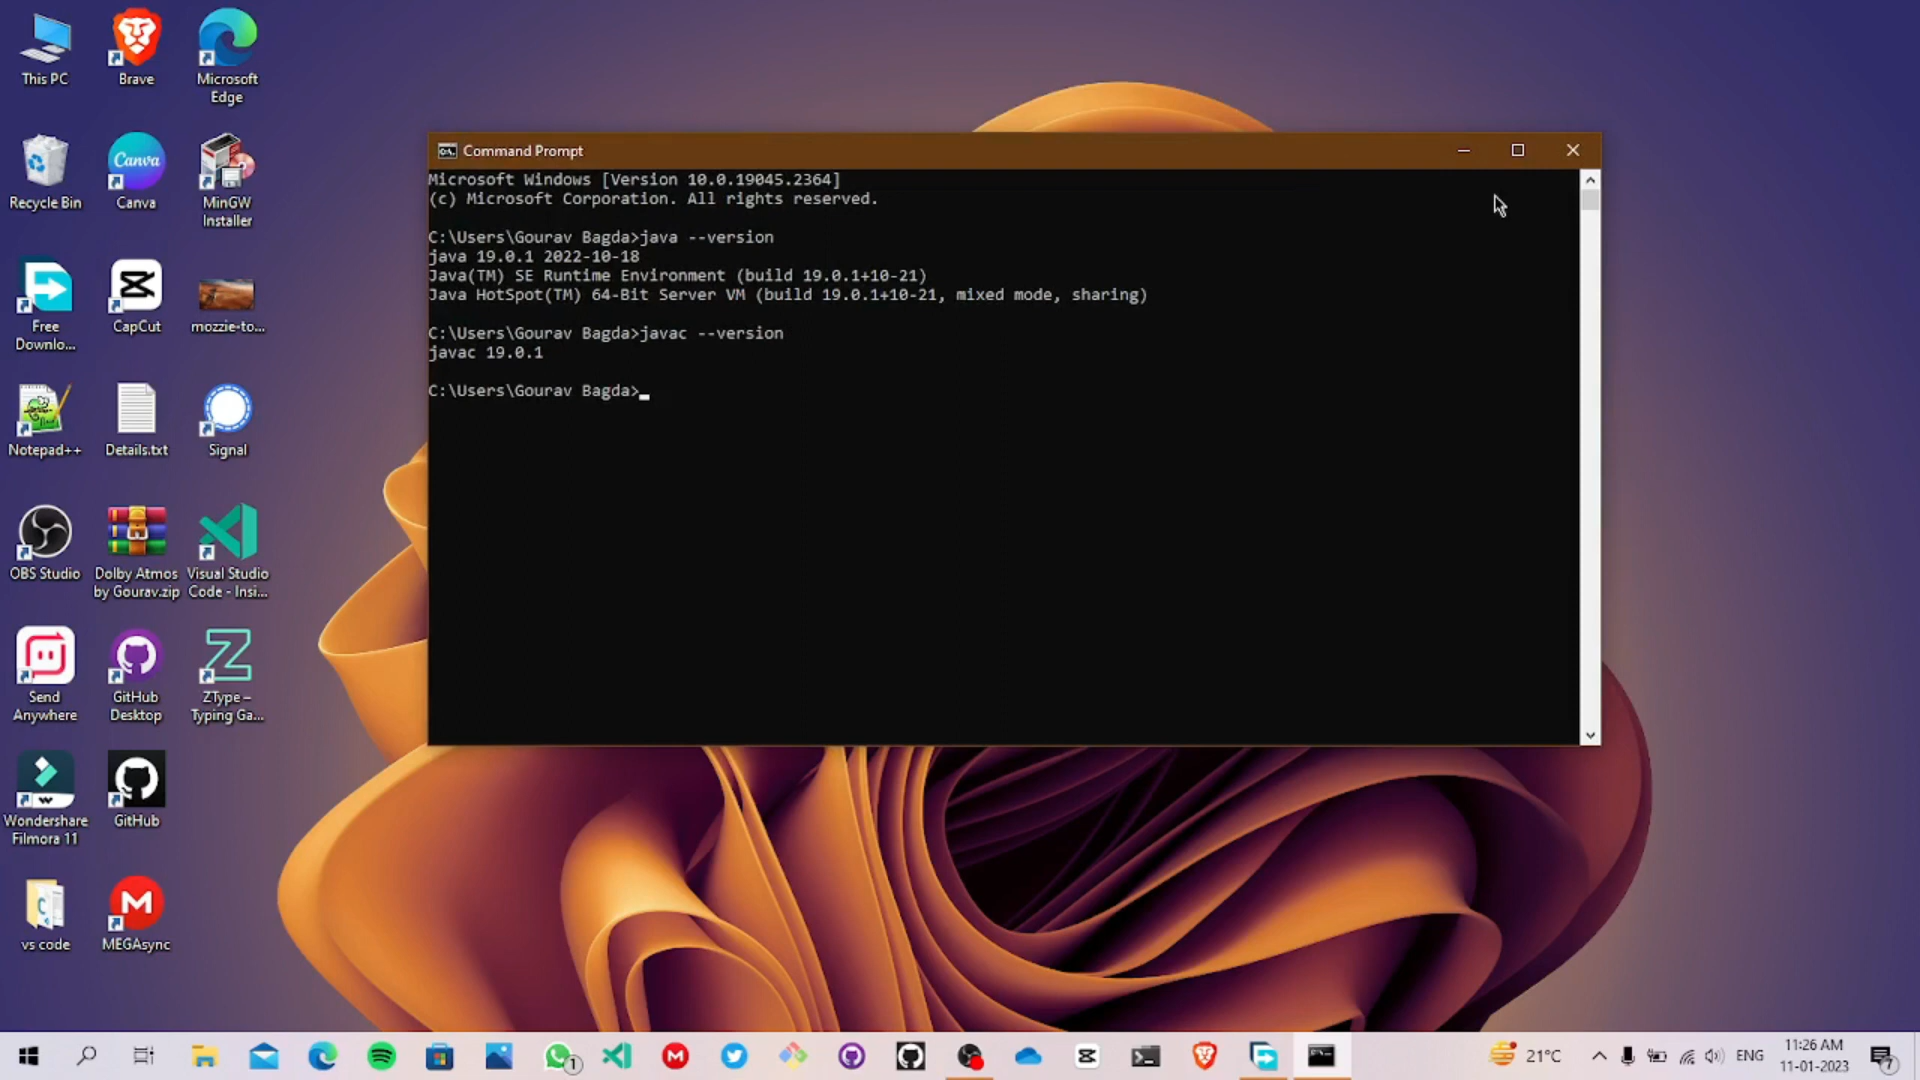 This PC
Brave
Microsoft
Edge
Recycle Bin
Canva
Canva
MinGW
Installer
Free
Downlo...
CapCut
mozzie-to...
Notepad++
Details.txt
Signal
OBS Studio
Dolby Atmos
by Gourav.zip
Visual Studio
Code - Insi...
Send
Anywhere
GitHub
Desktop
ZType –
Typing Ga...
Wondershare
Filmora 11
GitHub
vs code
MEGAsync
Command Prompt
Microsoft Windows [Version 10.0.19045.2364]
(c) Microsoft Corporation. All rights reserved.
C:\Users\Gourav Bagda>java --version
java 19.0.1 2022-10-18
Java(TM) SE Runtime Environment (build 19.0.1+10-21)
Java HotSpot(TM) 64-Bit Server VM (build 19.0.1+10-21, mixed mode, sharing)
C:\Users\Gourav Bagda>javac --version
javac 19.0.1
C:\Users\Gourav Bagda>
1
21°C
ENG
11:26 AM
11-01-2023
7